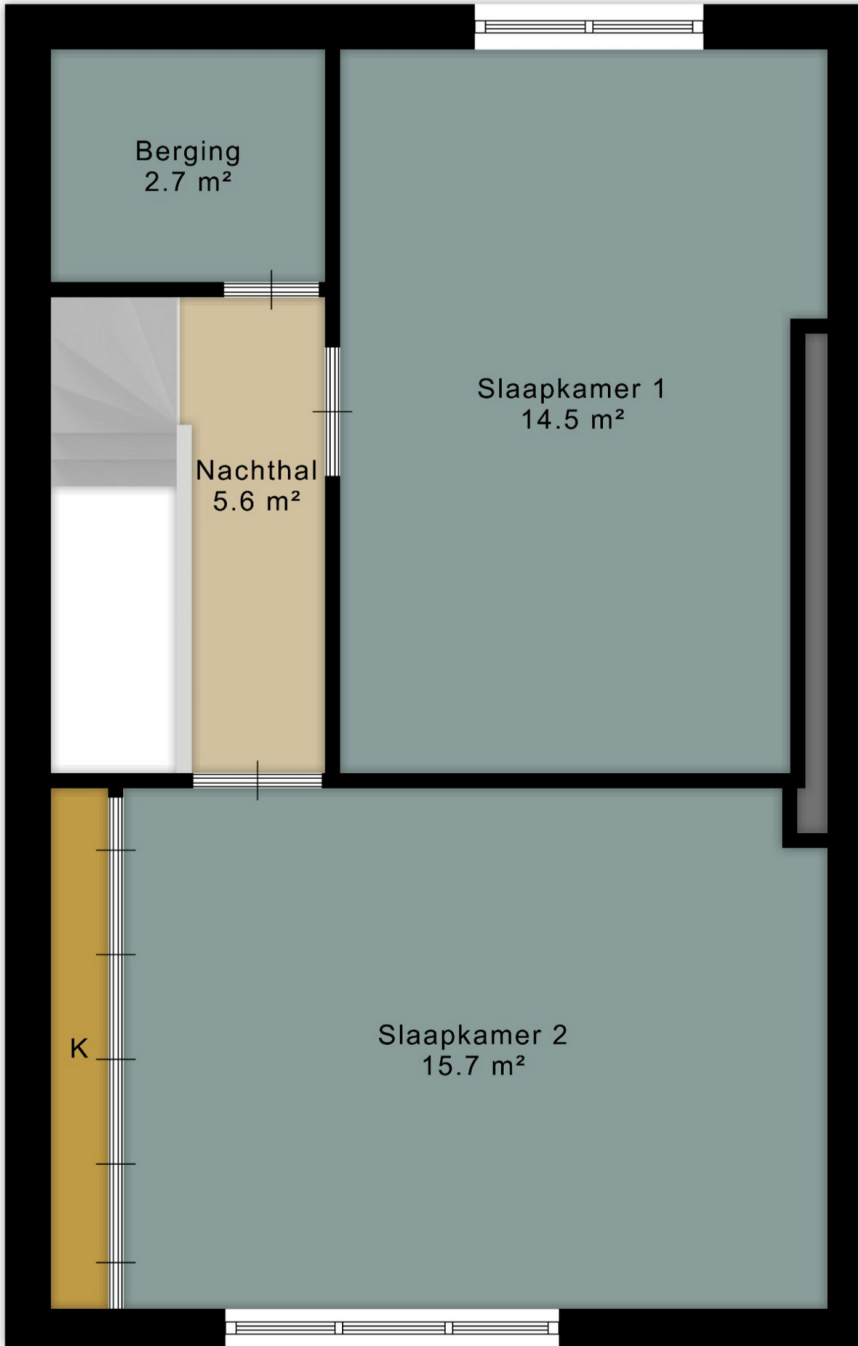 Berging
2.7 m²
Slaapkamer 1
14.5 m²
Nachthal
5.6 m²
K
Slaapkamer 2
15.7 m²